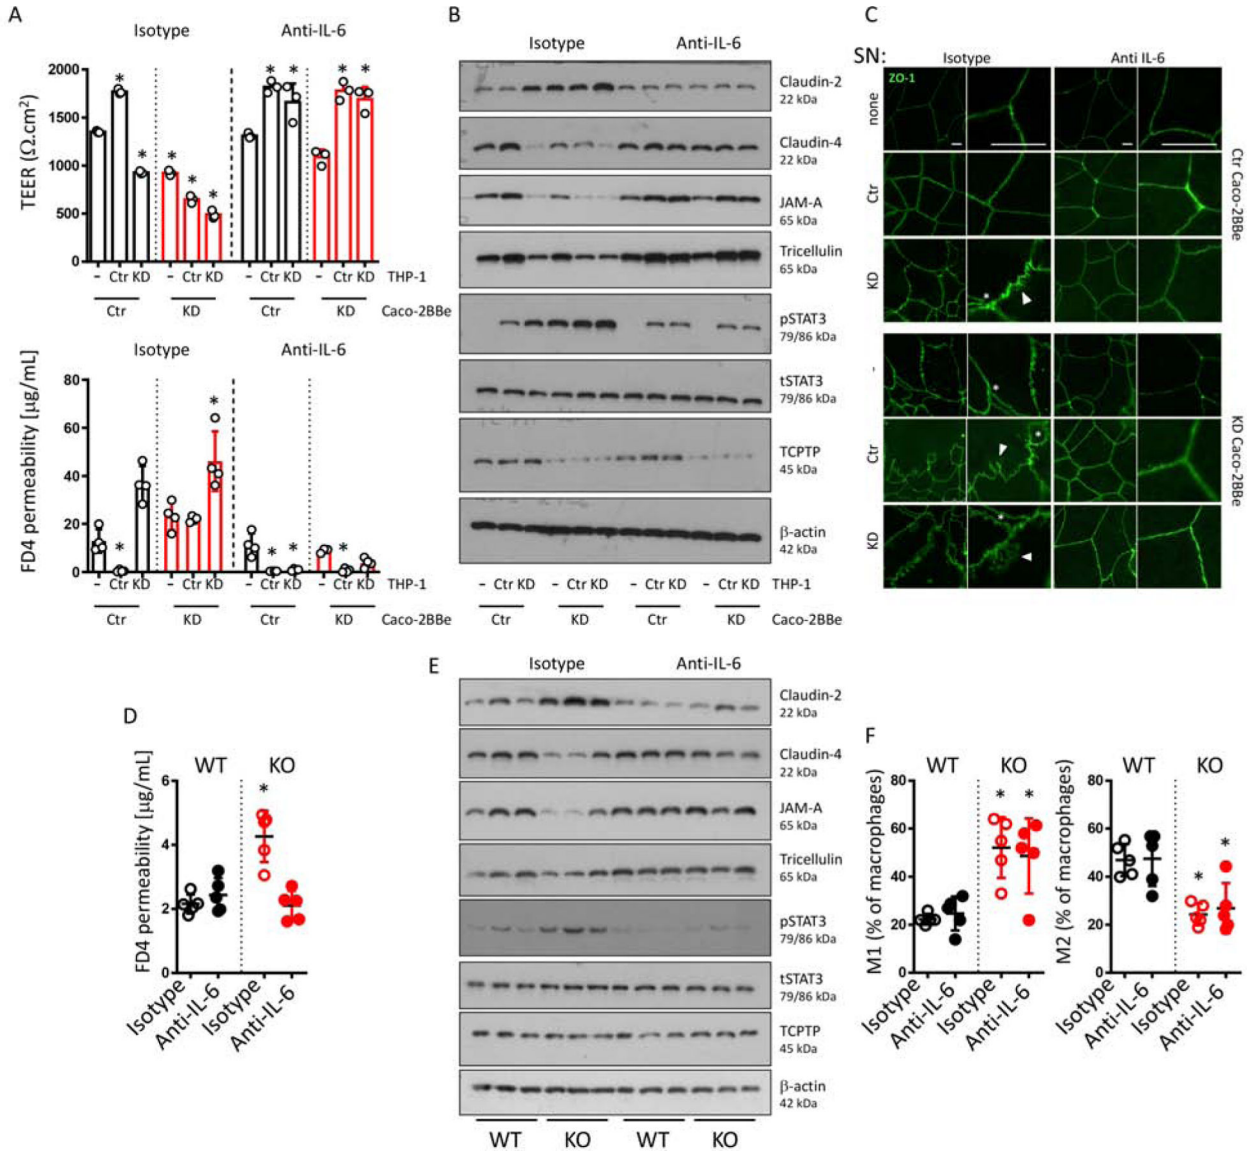 A
Isotype Anti-IL-6
TEER (Ω.cm²)
2000
1500
1000
500
0
- Ctr KD - Ctr KD - Ctr KD - Ctr KD THP-1
Ctr KD Ctr KD Caco-2BBe
Isotype Anti-IL-6
FD4 permeability [µg/mL]
80
60
40
20
0
- Ctr KD - Ctr KD - Ctr KD - Ctr KD THP-1
Ctr KD Ctr KD Caco-2BBe
B
Isotype Anti-IL-6
Claudin-2
22 kDa
Claudin-4
22 kDa
JAM-A
65 kDa
Tricellulin
65 kDa
pSTAT3
79/86 kDa
tSTAT3
79/86 kDa
TCPTP
45 kDa
β-actin
42 kDa
- Ctr KD - Ctr KD - Ctr KD - Ctr KD THP-1
Ctr KD Ctr KD Caco-2BBe
C
SN: Isotype Anti IL-6
ZO-1
none
Ctr
KD
Ctr Caco-2BBe
-
Ctr
KD
KD Caco-2BBe
D
WT KO
FD4 permeability [µg/mL]
6
4
2
0
Isotype
Anti-IL-6
Isotype
Anti-IL-6
E
Isotype Anti-IL-6
Claudin-2
22 kDa
Claudin-4
22 kDa
JAM-A
65 kDa
Tricellulin
65 kDa
pSTAT3
79/86 kDa
tSTAT3
79/86 kDa
TCPTP
45 kDa
β-actin
42 kDa
WT KO WT KO
F
WT KO
M1 (% of macrophages)
80
60
40
20
0
Isotype
Anti-IL-6
Isotype
Anti-IL-6
WT KO
M2 (% of macrophages)
80
60
40
20
0
Isotype
Anti-IL-6
Isotype
Anti-IL-6